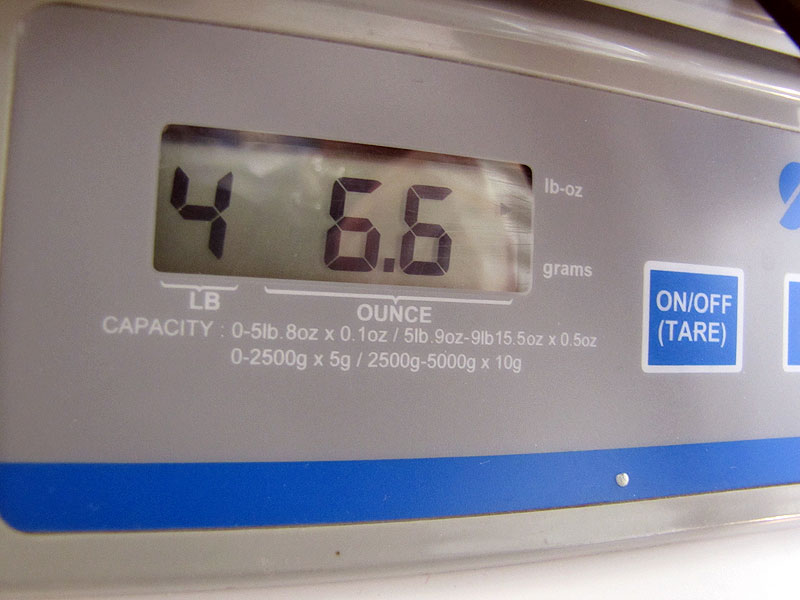 4 6.6
lb-oz
grams
LB
OUNCE
CAPACITY : 0-5lb.8oz x 0.1oz / 5lb.9oz-9lb15.5oz x 0.5oz
0-2500g x 5g / 2500g-5000g x 10g
ON/OFF
(TARE)